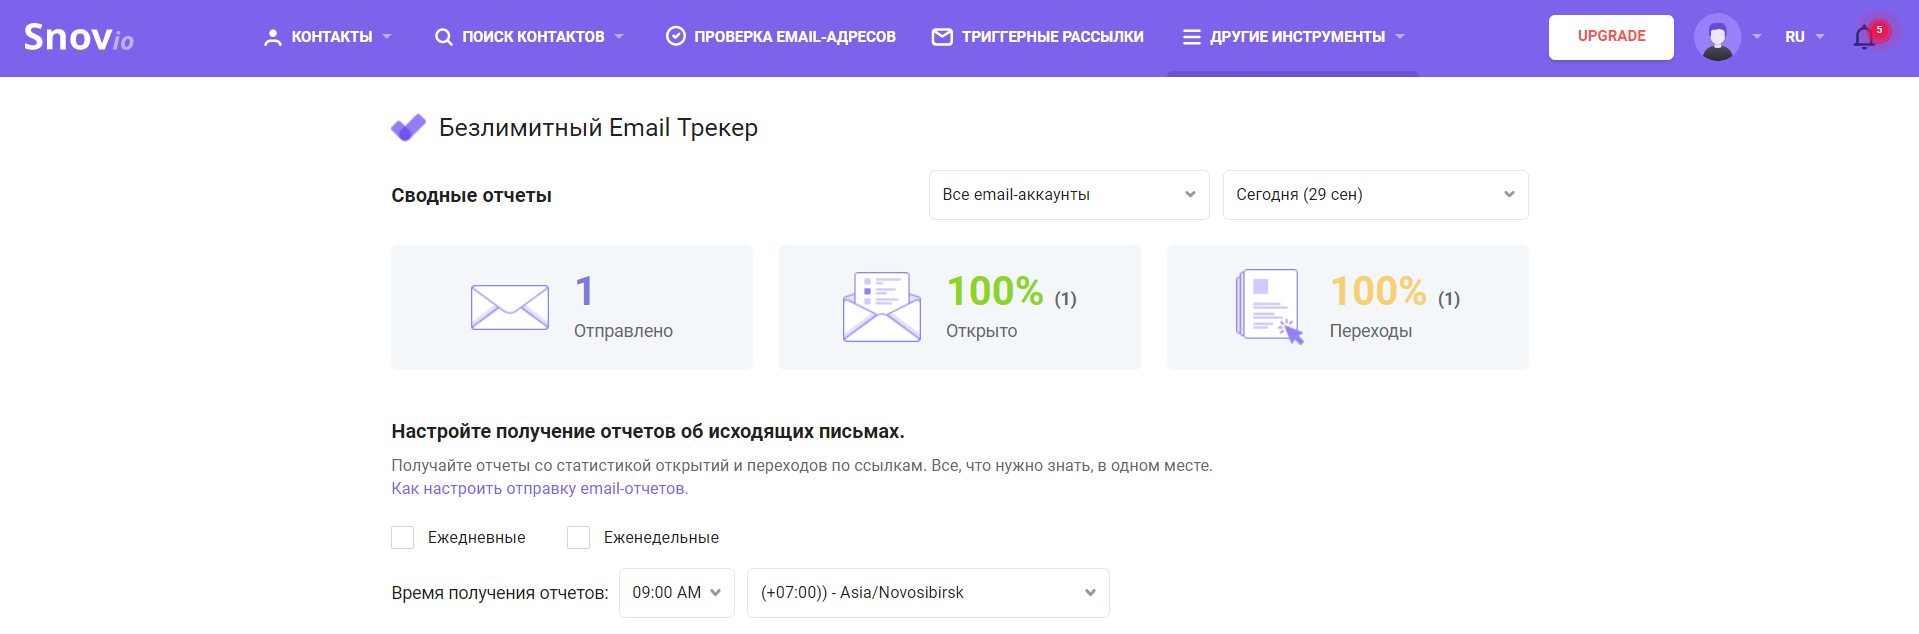 Snovio
КОНТАКТЫ ПОИСК КОНТАКТОВ ПРОВЕРКА EMAIL-АДРЕСОВ ТРИГГЕРНЫЕ РАССЫЛКИ ДРУГИЕ ИНСТРУМЕНТЫ UPGRADE RU 5
Безлимитный Email Трекер
Сводные отчеты Все email-аккаунты Сегодня (29 сен)
1 100% (1) 100% (1)
Отправлено Открыто Переходы
Настройте получение отчетов об исходящих письмах.
Получайте отчеты со статистикой открытий и переходов по ссылкам. Все, что нужно знать, в одном месте.
Как настроить отправку email-отчетов.
Ежедневные Еженедельные
Время получения отчетов: 09:00 AM (+07:00)) - Asia/Novosibirsk